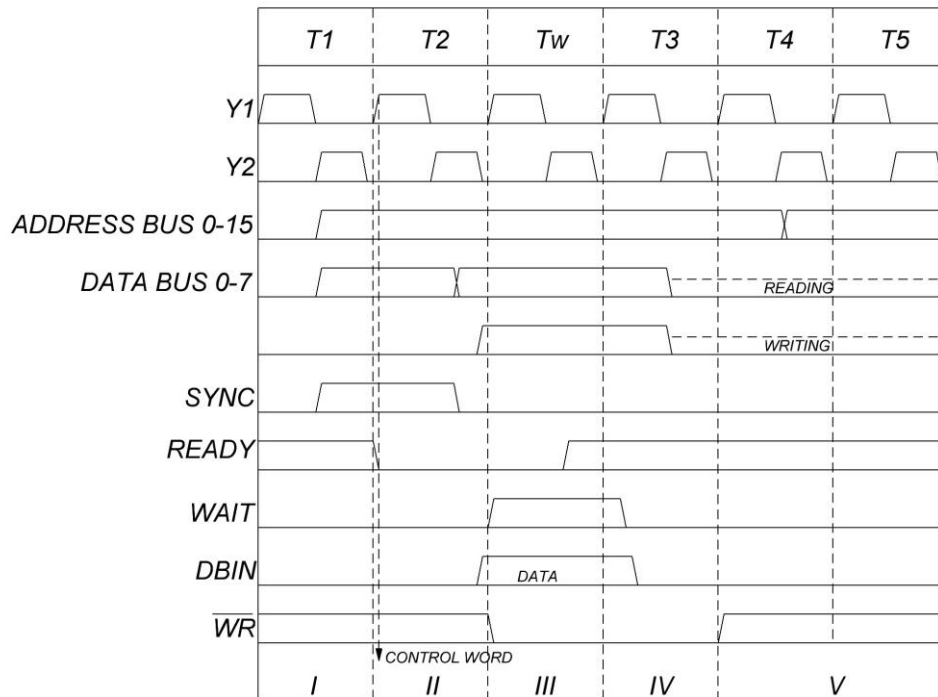 T1 T2 TW T3 T4 T5
Y1
Y2
ADDRESS BUS 0-15
DATA BUS 0-7
READING
WRITING
SYNC
READY
WAIT
DBIN
DATA
WR
CONTROL WORD
I II III IV V